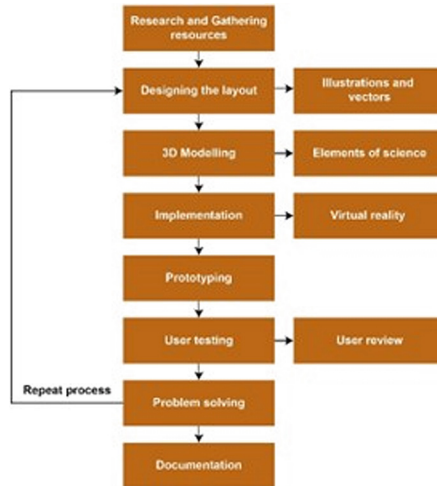 Research and Gathering
resources
Designing the layout
Illustrations and
vectors
3D Modelling
Elements of science
Implementation
Virtual reality
Prototyping
User testing
User review
Repeat process
Problem solving
Documentation